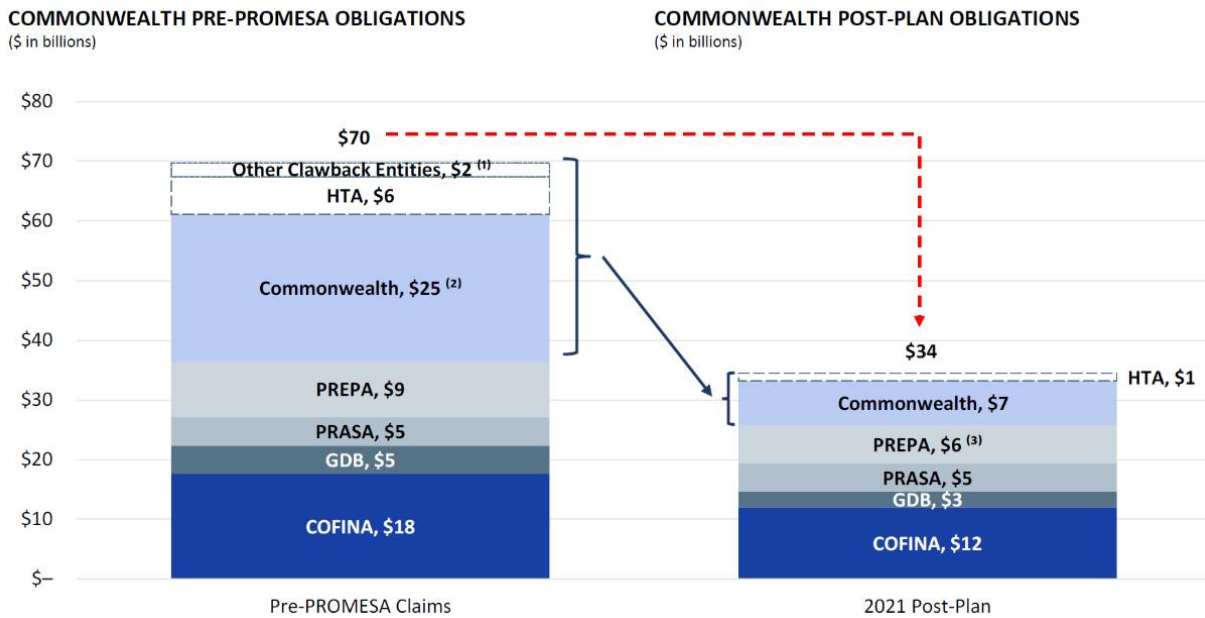 COMMONWEALTH PRE-PROMESA OBLIGATIONS
($ in billions)
COMMONWEALTH POST-PLAN OBLIGATIONS
($ in billions)
$80
$70
$60
$50
$40
$30
$20
$10
$–
$70
Other Clawback Entities, $2 (1)
HTA, $6
Commonwealth, $25 (2)
PREPA, $9
PRASA, $5
GDB, $5
COFINA, $18
Pre-PROMESA Claims
$34
HTA, $1
Commonwealth, $7
PREPA, $6 (3)
PRASA, $5
GDB, $3
COFINA, $12
2021 Post-Plan